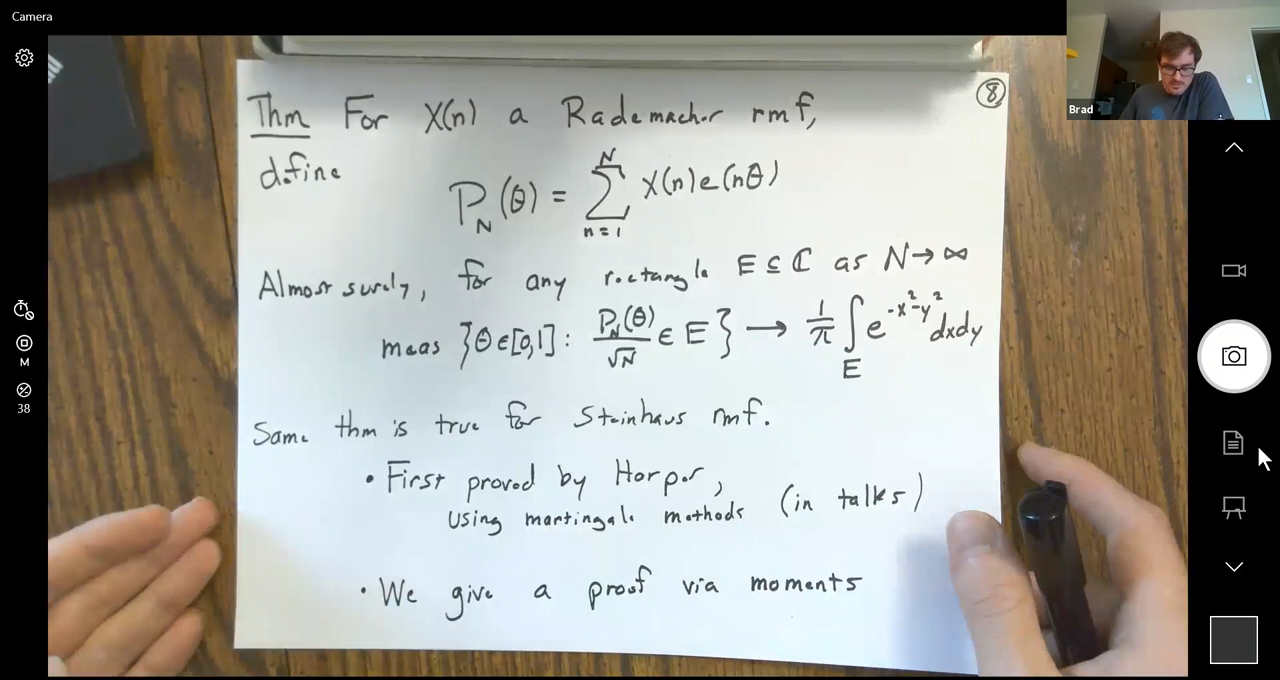 Camera
Brad
M
38
8
Thm For X(n) a Rademacher rmf,
define
P_N(θ) = ∑_{n=1}^{N} X(n)e(nθ)
Almost surely, for any rectangle E ⊆ ℂ as N → ∞
meas {θ ∈ [0,1] : P_N(θ)/√N ∈ E} → 1/π ∫_E e^{-x²-y²} dxdy
Same thm is true for Steinhaus rmf.
• First proved by Harper,
using martingale methods (in talks)
• We give a proof via moments